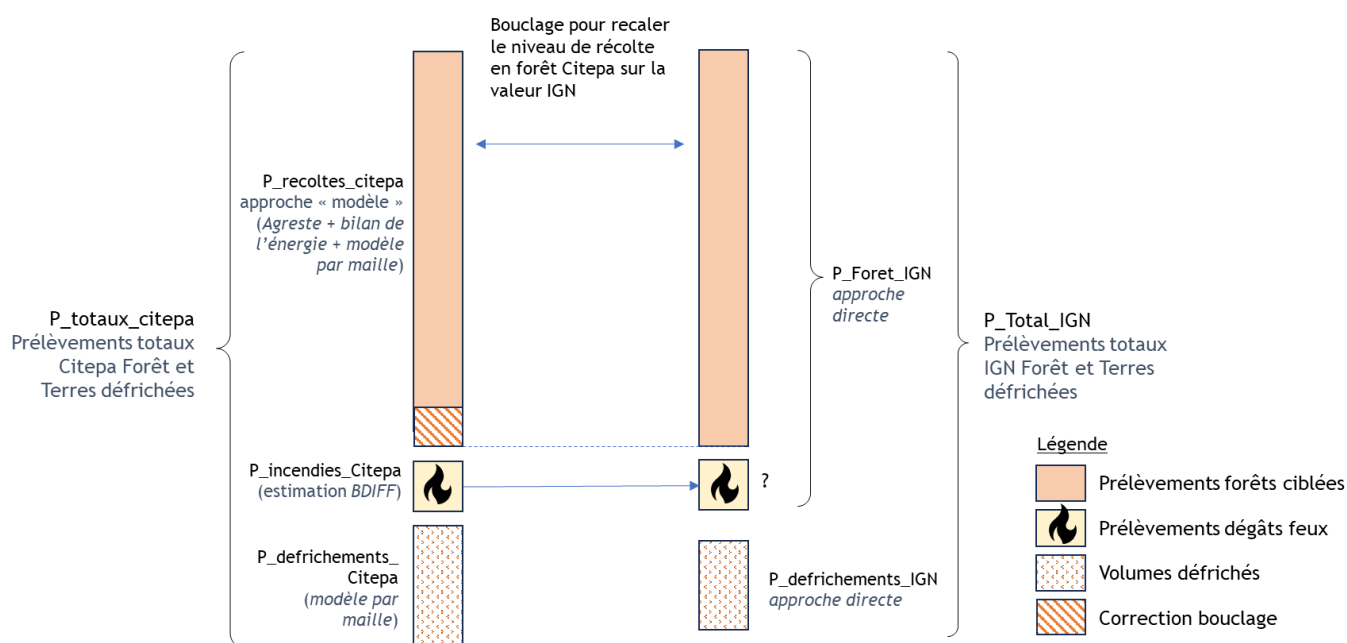 Bouclage pour recaler
le niveau de récolte
en forêt Citepa sur la
valeur IGN
P_recoltes_citepa
approche « modèle »
(Agreste + bilan de
l'énergie + modèle
par maille)
P_totaux_citepa
Prélèvements totaux
Citepa Forêt et
Terres défrichées
P_incendies_Citepa
(estimation BDIFF)
P_defrichements_
Citepa
(modèle par
maille)
?
P_Foret_IGN
approche
directe
P_defrichements_IGN
approche directe
P_Total_IGN
Prélèvements totaux
IGN Forêt et Terres
défrichées
Légende
Prélèvements forêts ciblées
Prélèvements dégâts feux
Volumes défrichés
Correction bouclage